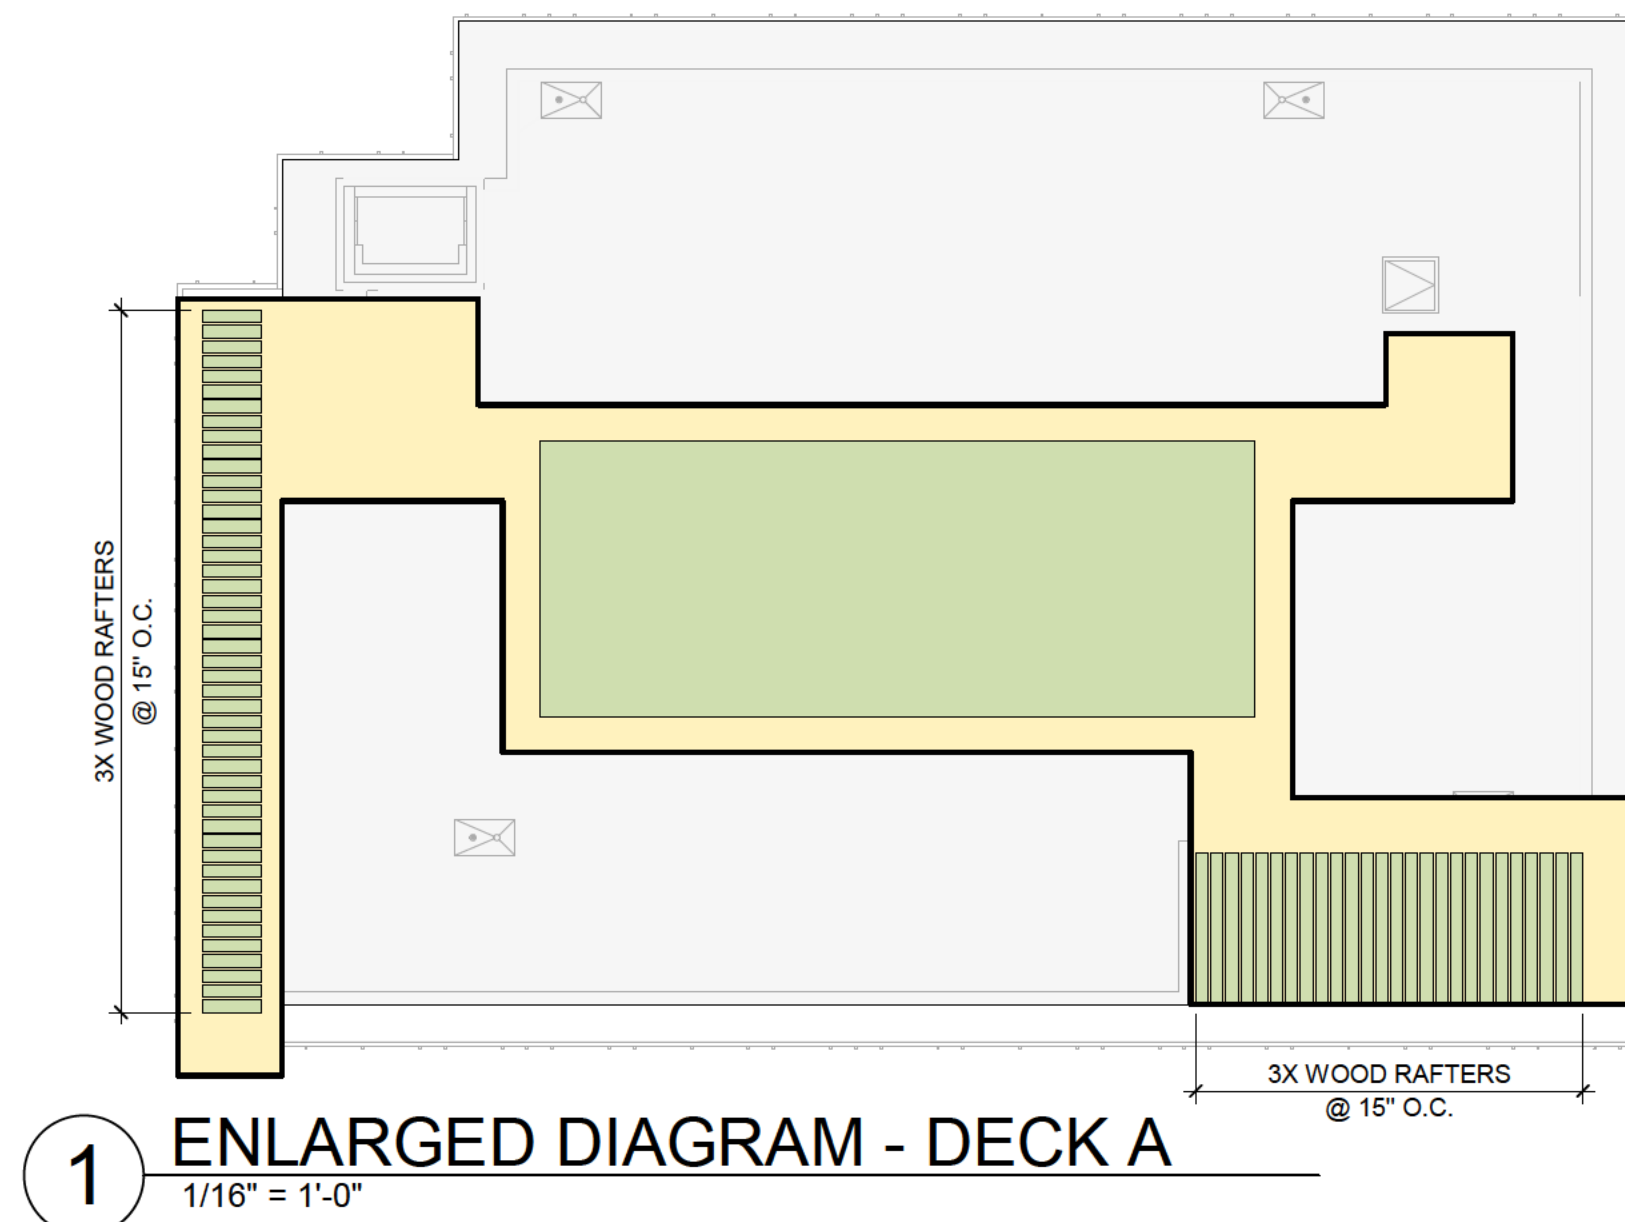 3X WOOD RAFTERS
@ 15" O.C.
3X WOOD RAFTERS
@ 15" O.C.
1
ENLARGED DIAGRAM - DECK A
1/16" = 1'-0"